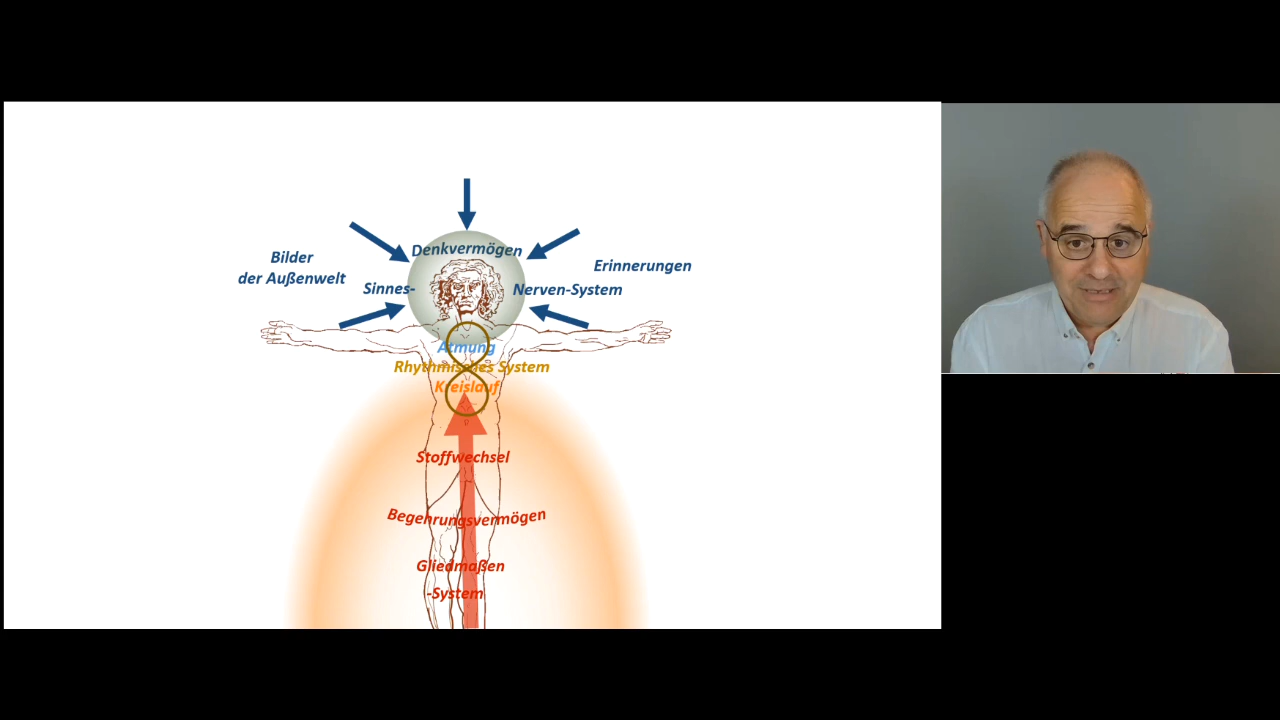 Denkvermögen
Bilder
der Außenwelt
Erinnerungen
Sinnes-
Nerven-System
Atmung
Rhythmisches System
Kreislauf
Stoffwechsel
Begehrungsvermögen
Gliedmaßen
-System